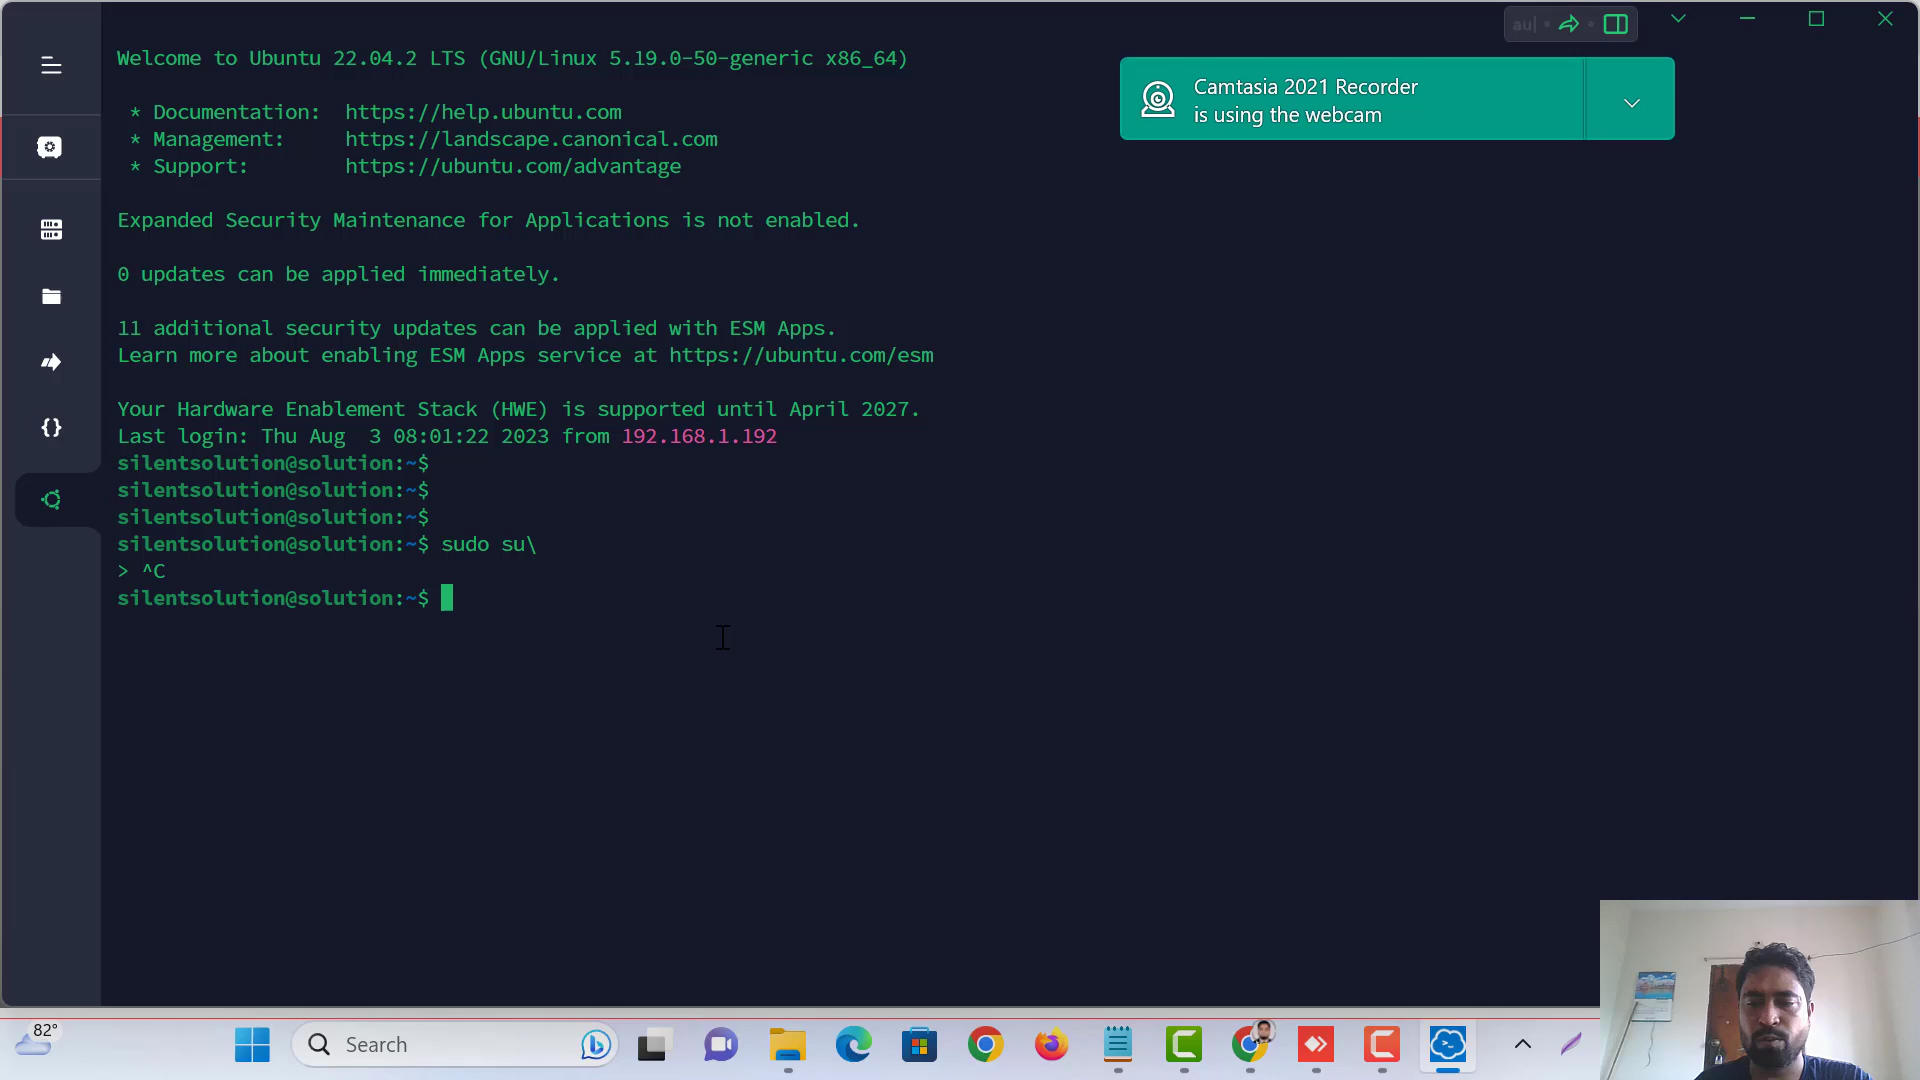 au|
Welcome to Ubuntu 22.04.2 LTS (GNU/Linux 5.19.0-50-generic x86_64)
Camtasia 2021 Recorder
is using the webcam
* Documentation:  https://help.ubuntu.com
* Management:     https://landscape.canonical.com
* Support:        https://ubuntu.com/advantage
Expanded Security Maintenance for Applications is not enabled.
0 updates can be applied immediately.
11 additional security updates can be applied with ESM Apps.
Learn more about enabling ESM Apps service at https://ubuntu.com/esm
Your Hardware Enablement Stack (HWE) is supported until April 2027.
Last login: Thu Aug  3 08:01:22 2023 from 192.168.1.192
silentsolution@solution:~$
silentsolution@solution:~$
silentsolution@solution:~$
silentsolution@solution:~$ sudo su\
> ^C
silentsolution@solution:~$
82°
Search